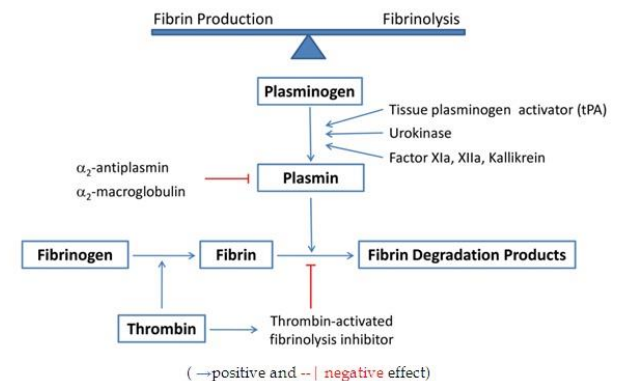 Fibrin Production
Fibrinolysis
Plasminogen
Tissue plasminogen activator (tPA)
Urokinase
Factor XIa, XIIa, Kallikrein
α₂-antiplasmin
α₂-macroglobulin
Plasmin
Fibrinogen
Fibrin
Fibrin Degradation Products
Thrombin
Thrombin-activated
fibrinolysis inhibitor
( →positive and --| negative effect)